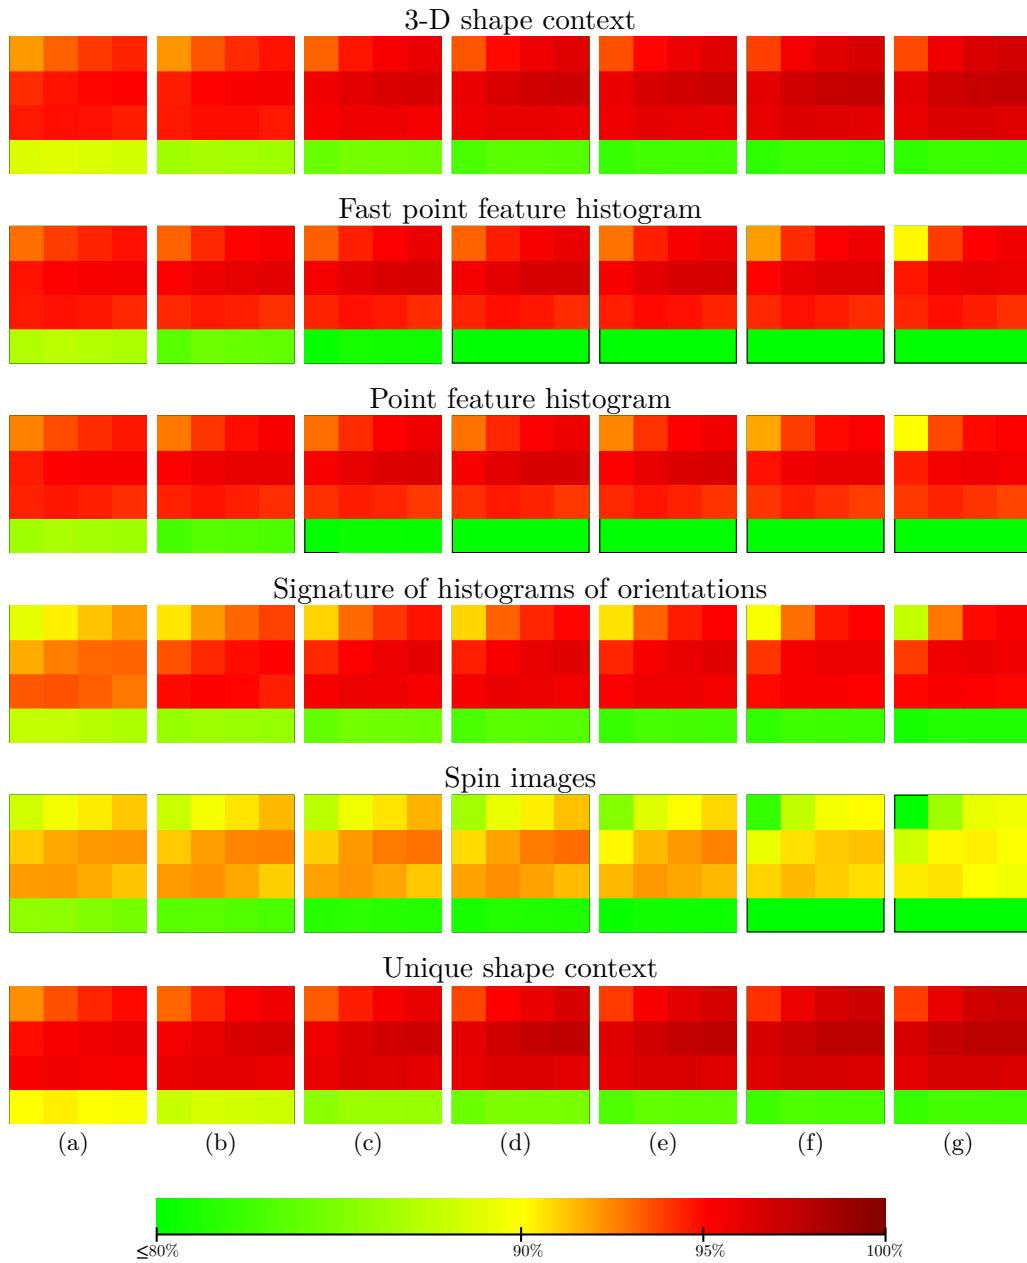 3-D shape context
Fast point feature histogram
Point feature histogram
Signature of histograms of orientations
Spin images
Unique shape context
(a) (b) (c) (d) (e) (f) (g)
≤80% 90% 95% 100%